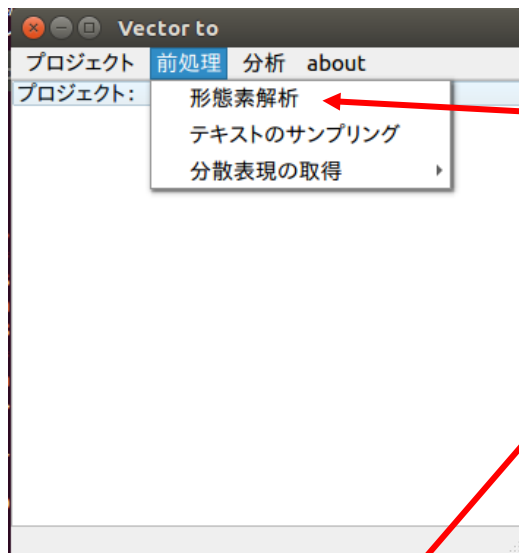 Vector to
プロジェクト 前処理 分析 about
プロジェクト:
形態素解析
テキストのサンプリング
分散表現の取得